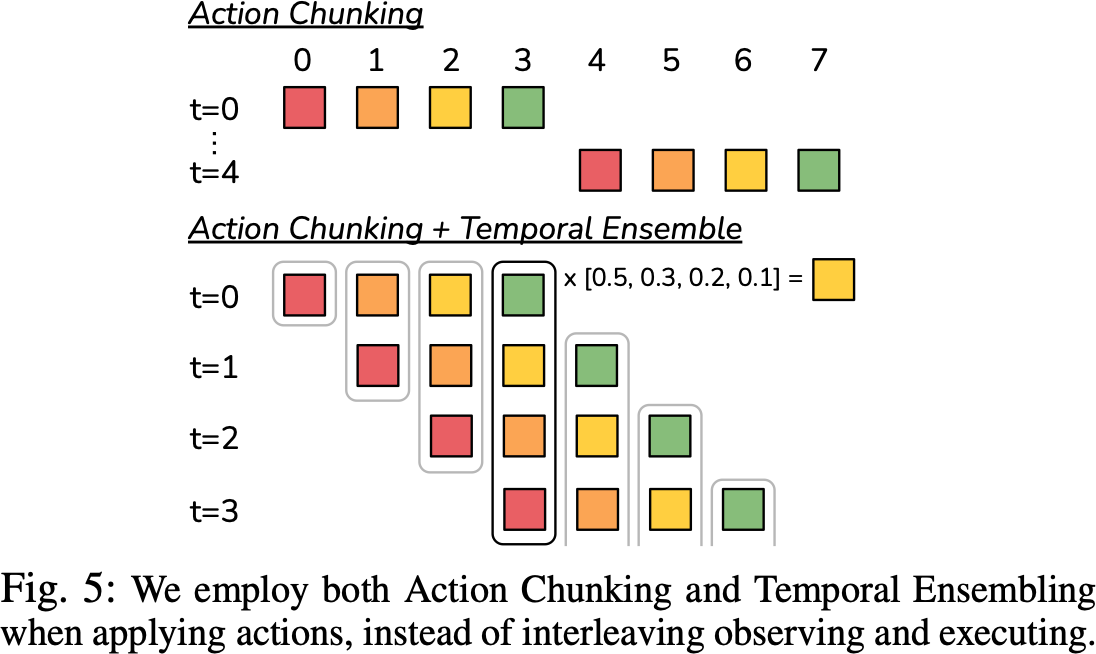 Action Chunking
0 1 2 3 4 5 6 7
t=0
⋮
t=4
Action Chunking + Temporal Ensemble
t=0 x [0.5, 0.3, 0.2, 0.1] =
t=1
t=2
t=3
Fig. 5: We employ both Action Chunking and Temporal Ensembling
when applying actions, instead of interleaving observing and executing.